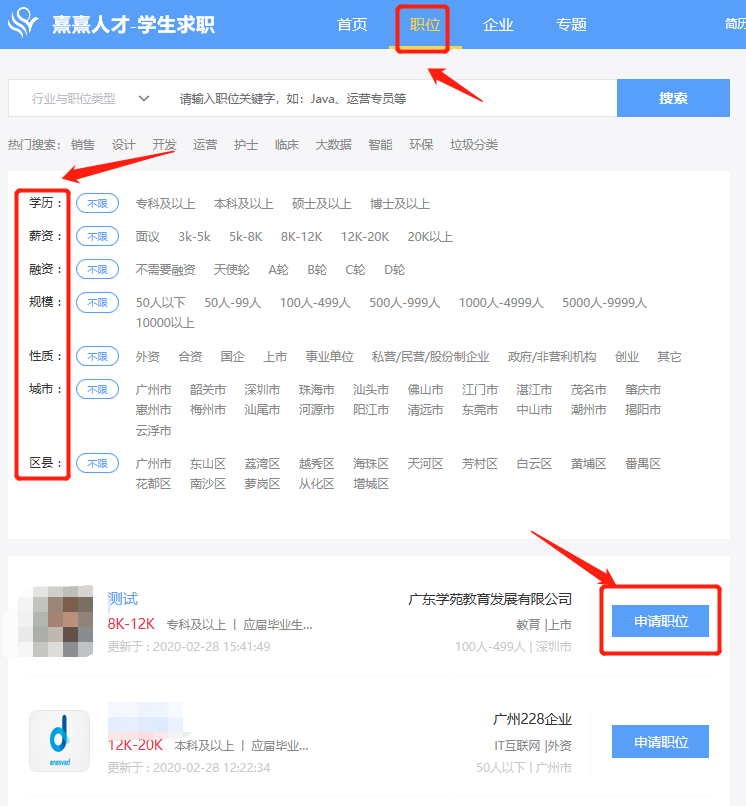 熹熹人才-学生求职 首页 职位 企业 专题 简历
行业与职位类型 请输入职位关键字，如：Java、运营专员等 搜索
热门搜索： 销售 设计 开发 运营 护士 临床 大数据 智能 环保 垃圾分类
学历： 不限 专科及以上 本科及以上 硕士及以上 博士及以上
薪资： 不限 面议 3k-5k 5k-8K 8K-12K 12K-20K 20K以上
融资： 不限 不需要融资 天使轮 A轮 B轮 C轮 D轮
规模： 不限 50人以下 50人-99人 100人-499人 500人-999人 1000人-4999人 5000人-9999人
10000以上
性质： 不限 外资 合资 国企 上市 事业单位 私营/民营/股份制企业 政府/非营利机构 创业 其它
城市： 不限 广州市 韶关市 深圳市 珠海市 汕头市 佛山市 江门市 湛江市 茂名市 肇庆市
惠州市 梅州市 汕尾市 河源市 阳江市 清远市 东莞市 中山市 潮州市 揭阳市
云浮市
区县： 不限 广州市 东山区 荔湾区 越秀区 海珠区 天河区 芳村区 白云区 黄埔区 番禺区
花都区 南沙区 萝岗区 从化区 增城区
测试 广东学苑教育发展有限公司
8K-12K 专科及以上 丨 应届毕业生... 教育 |上市 申请职位
更新于：2020-02-28 15:41:49 100人-499人 | 深圳市
广州228企业
12K-20K 本科及以上 丨 应届毕业... IT互联网 |外资 申请职位
anesvad 更新于：2020-02-28 12:22:34 50人以下 | 广州市